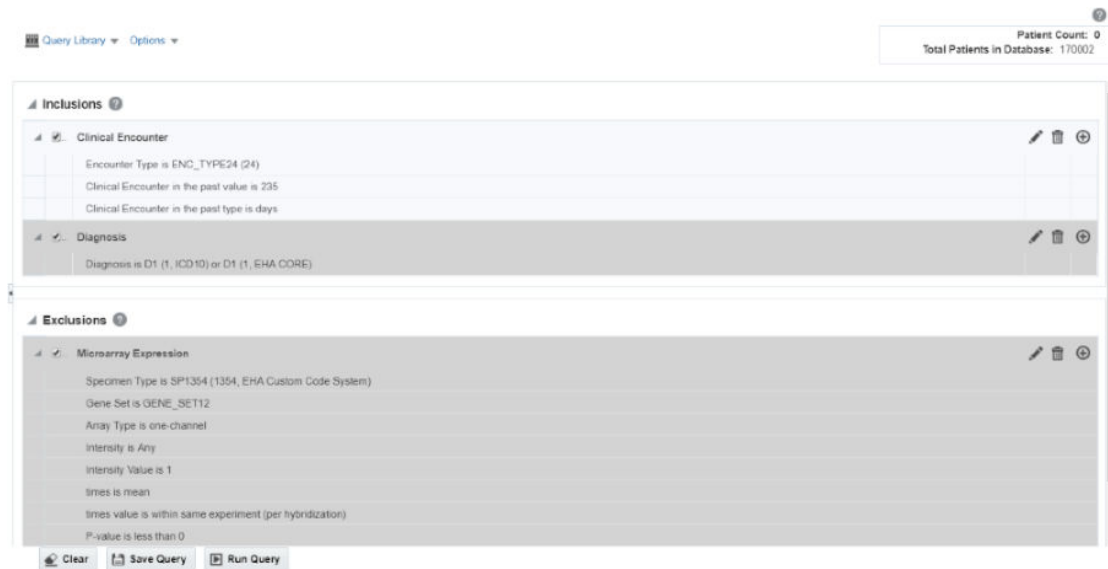 Query Library Options
Patient Count: 0
Total Patients in Database: 170002
Inclusions
Clinical Encounter
Encounter Type is ENC_TYPE24 (24)
Clinical Encounter in the past value is 235
Clinical Encounter in the past type is days
Diagnosis
Diagnosis is D1 (1, ICD10) or D1 (1, EHA CORE)
Exclusions
Microarray Expression
Specimen Type is SP1354 (1354, EHA Custom Code System)
Gene Set is GENE_SET12
Array Type is one-channel
Intensity is Any
Intensity Value is 1
times is mean
times value is within same experiment (per hybridization)
P-value is less than 0
Clear Save Query Run Query